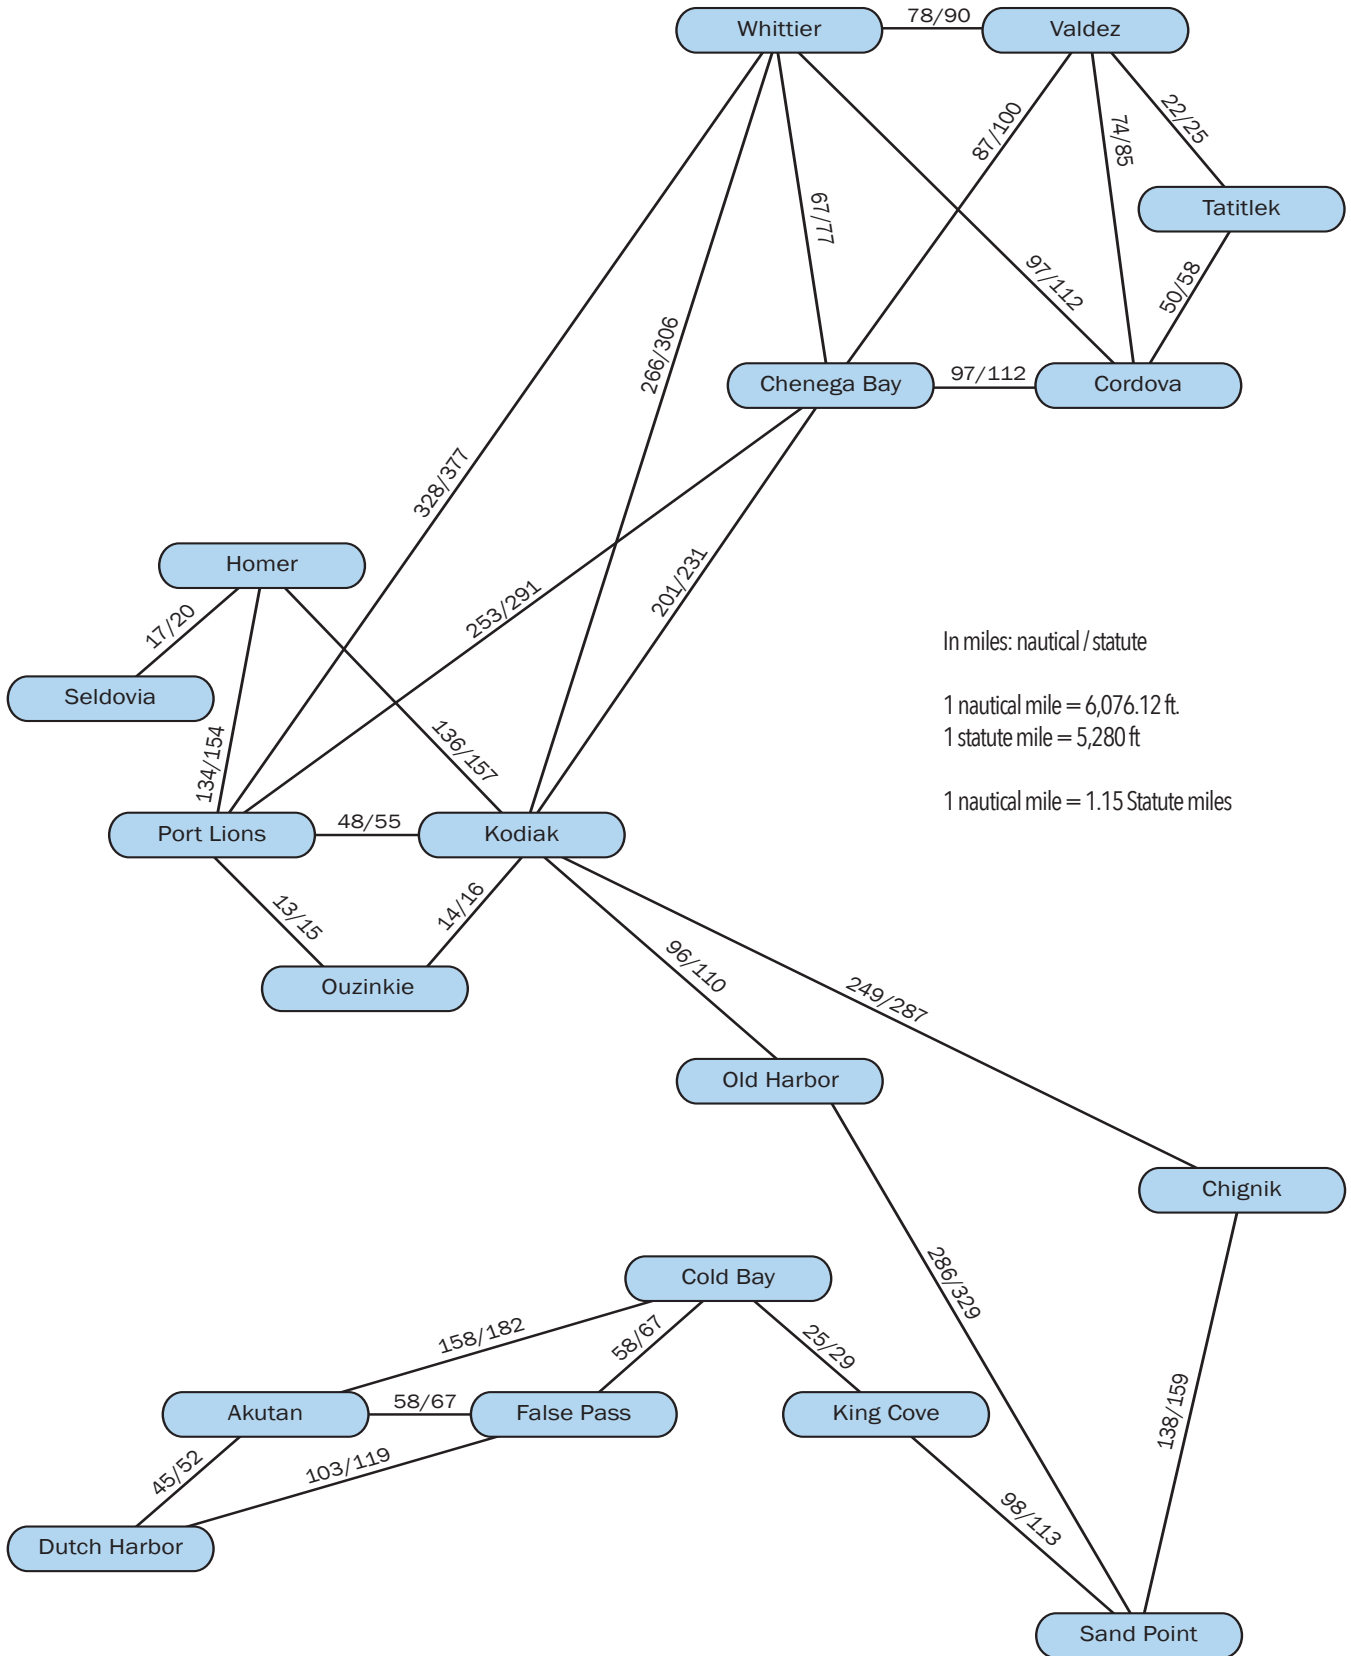 Whittier
78/90
Valdez
22/25
87/100
74/85
Tatitlek
67/77
97/112
50/58
266/306
Chenega Bay
97/112
Cordova
328/377
Homer
253/291
201/231
17/20
In miles: nautical / statute
Seldovia
1 nautical mile = 6,076.12 ft.
134/154
136/157
1 statute mile = 5,280 ft
1 nautical mile = 1.15 Statute miles
Port Lions
48/55
Kodiak
13/15
14/16
96/110
Ouzinkie
249/287
Old Harbor
Chignik
Cold Bay
286/329
158/182
58/67
25/29
Akutan
58/67
False Pass
King Cove
138/159
45/52
103/119
98/113
Dutch Harbor
Sand Point